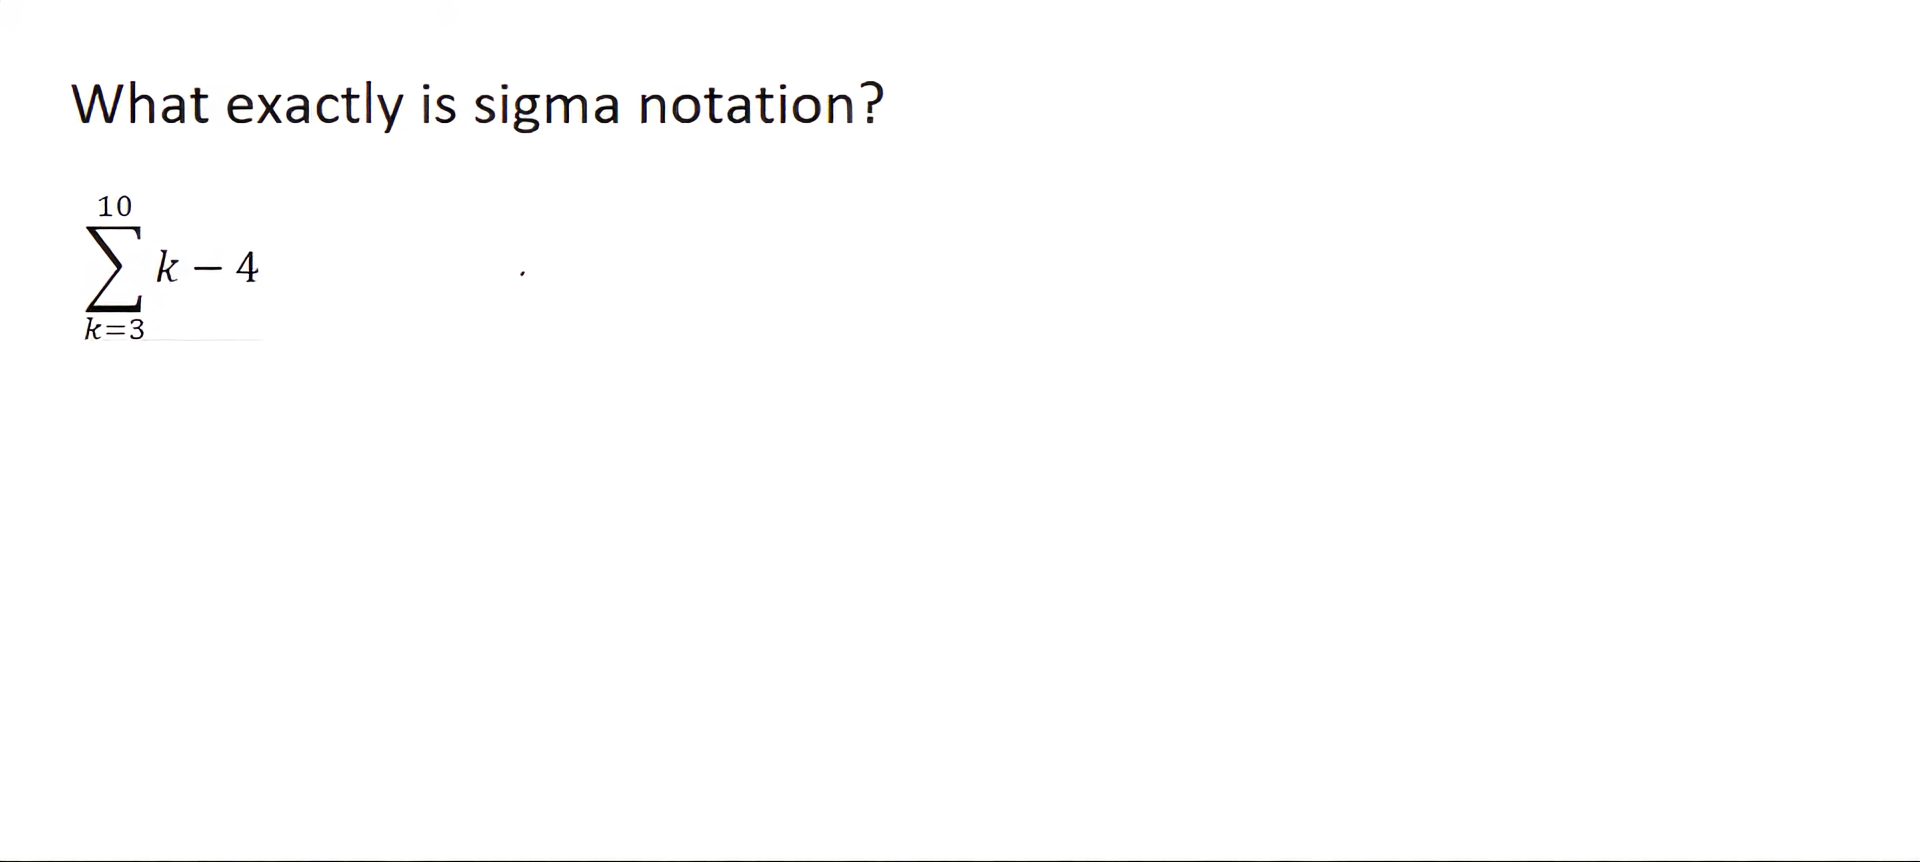 What exactly is sigma notation?
10
∑ k − 4
k=3